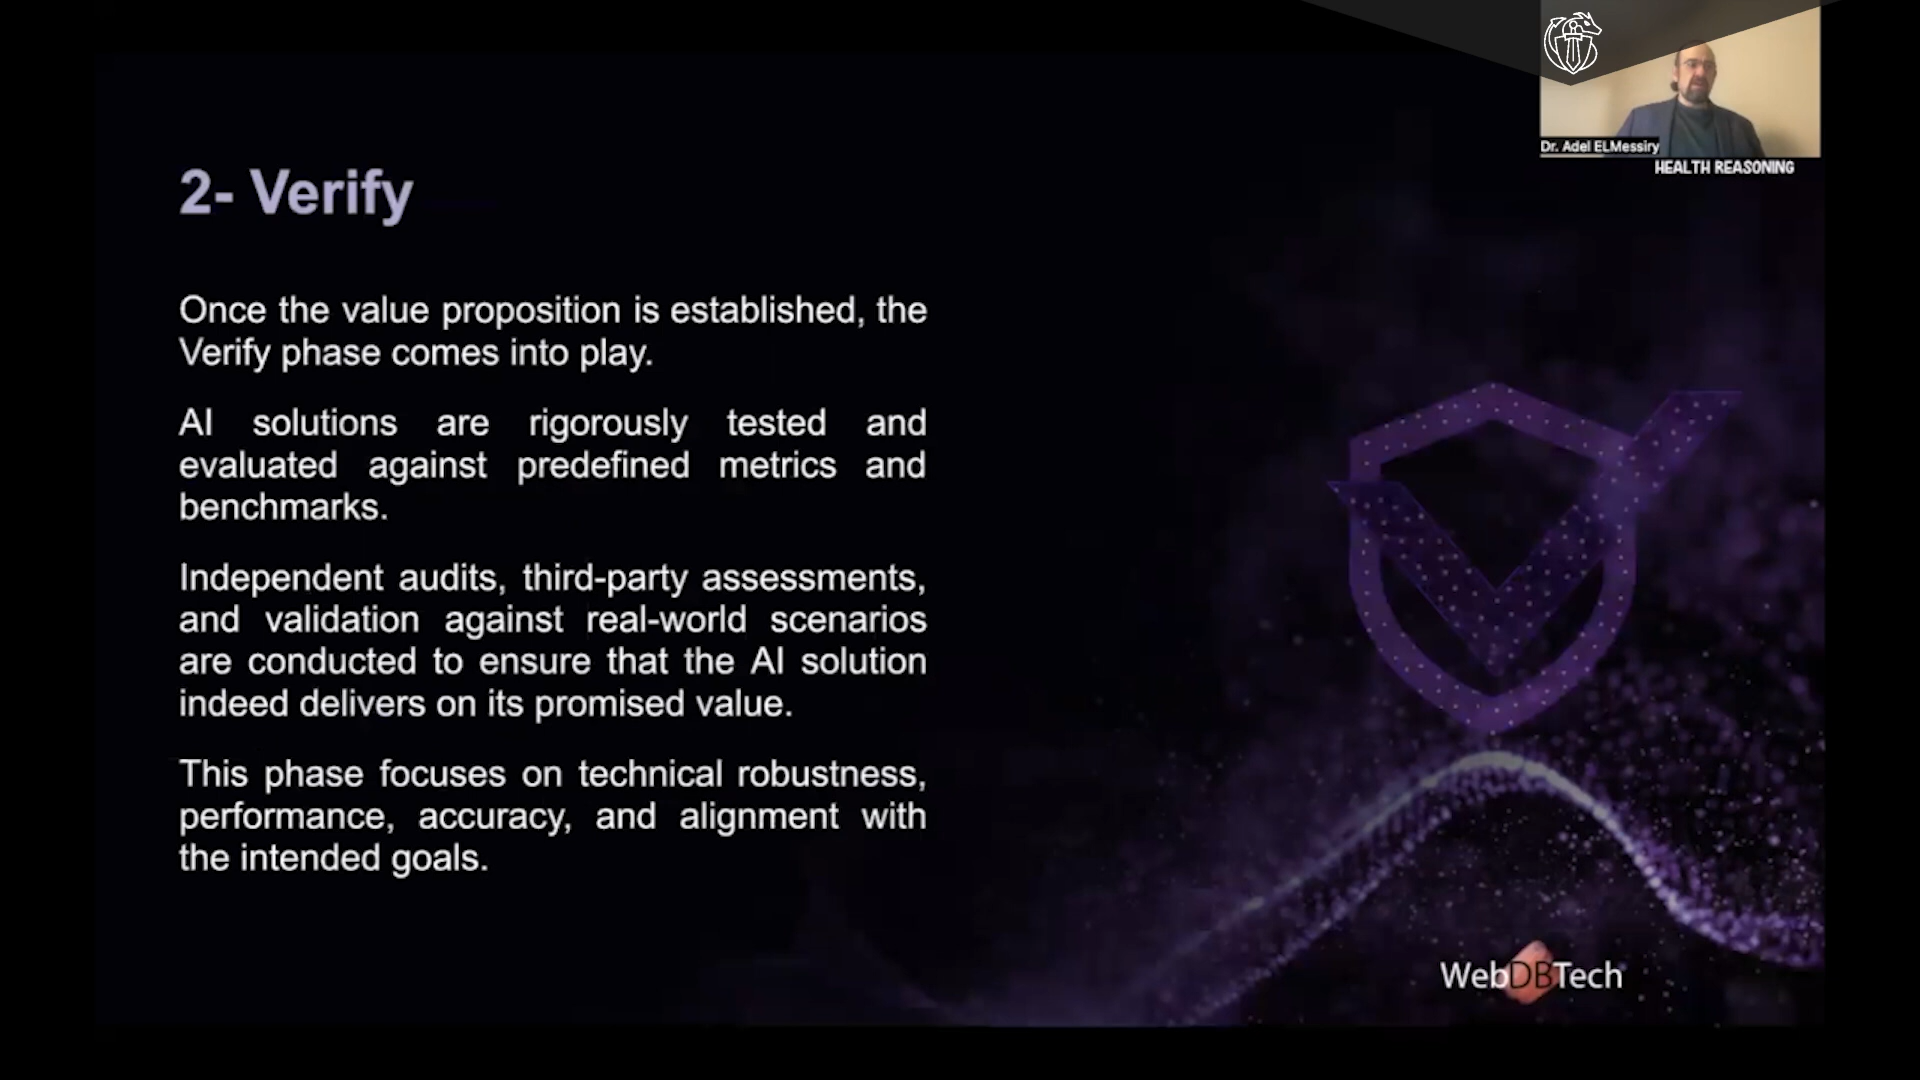 Dr. Adel ELMessiry
HEALTH REASONING
2- Verify
Once the value proposition is established, the
Verify phase comes into play.
AI solutions are rigorously tested and
evaluated against predefined metrics and
benchmarks.
Independent audits, third-party assessments,
and validation against real-world scenarios
are conducted to ensure that the AI solution
indeed delivers on its promised value.
This phase focuses on technical robustness,
performance, accuracy, and alignment with
the intended goals.
WebDBTech